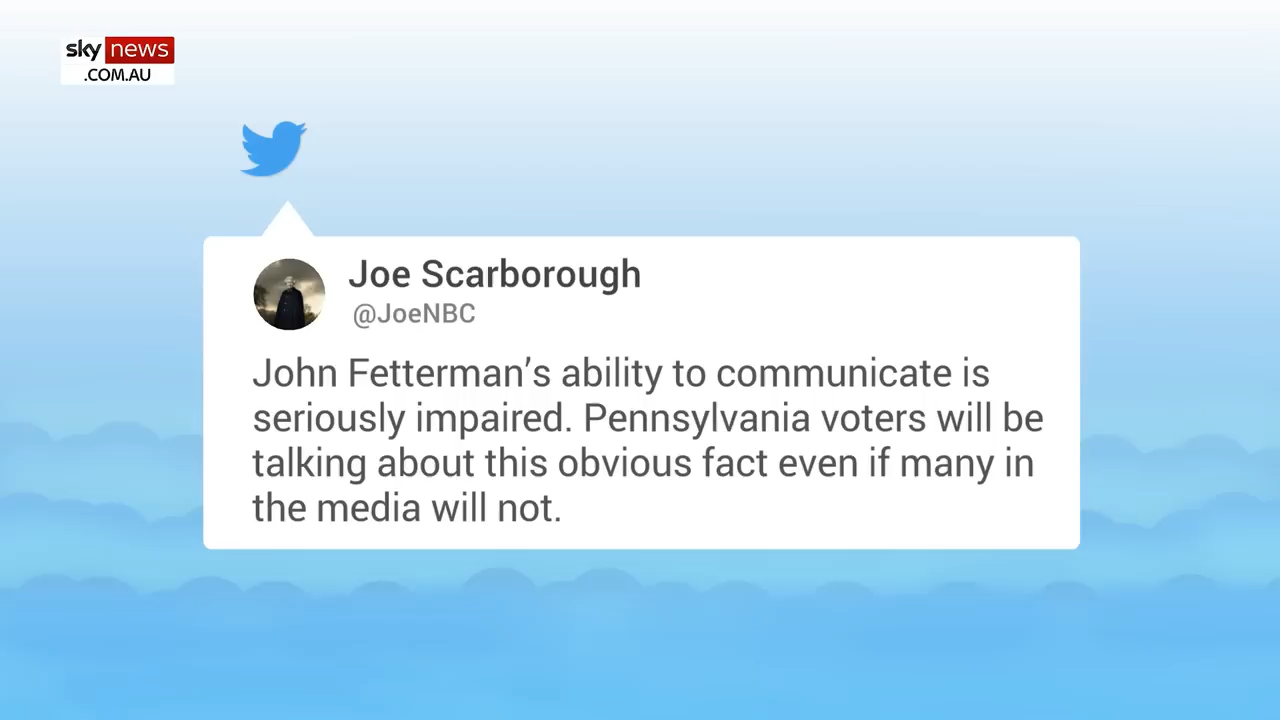 sky news
.COM.AU
Joe Scarborough
@JoeNBC
John Fetterman’s ability to communicate is
seriously impaired. Pennsylvania voters will be
talking about this obvious fact even if many in
the media will not.